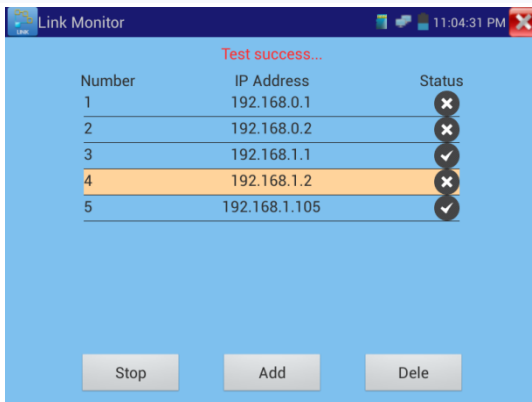 Link Monitor 11:04:31 PM
LINK
Test success...
Number IP Address Status
1 192.168.0.1
2 192.168.0.2
3 192.168.1.1
4 192.168.1.2
5 192.168.1.105
Stop Add Dele